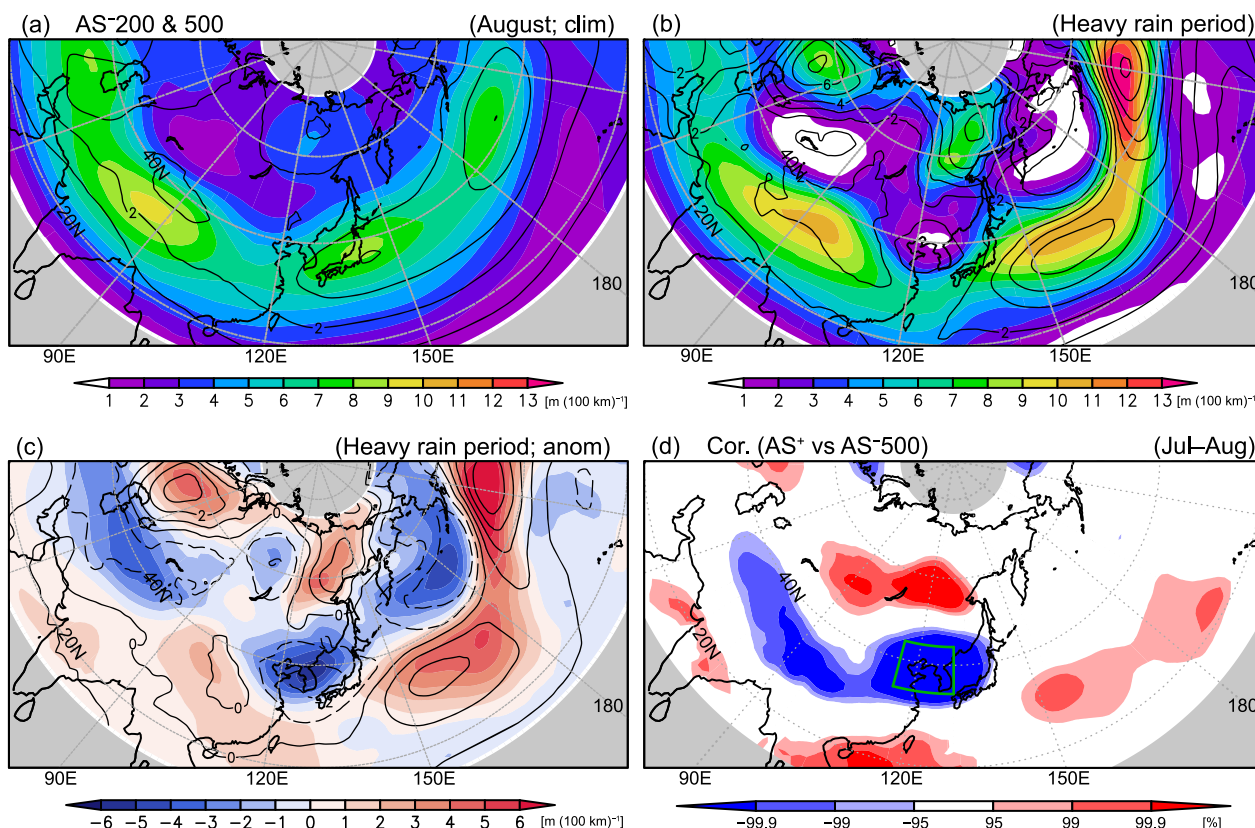 (a) AS⁻200 & 500 (August; clim)
40N
20N
2
2
180
90E 120E 150E
1 2 3 4 5 6 7 8 9 10 11 12 13 [m (100 km)⁻¹]
(b) (Heavy rain period)
2
6
4
2
2
2
2
40N
20N
2
2
180
90E 120E 150E
1 2 3 4 5 6 7 8 9 10 11 12 13 [m (100 km)⁻¹]
(c) (Heavy rain period; anom)
2
0
40N
20N
0
0
0
0
-2
180
90E 120E 150E
−6 −5 −4 −3 −2 −1 0 1 2 3 4 5 6 [m (100 km)⁻¹]
(d) Cor. (AS⁺ vs AS⁻500) (Jul–Aug)
40N
20N
180
90E 120E 150E
−99.9 −99 −95 95 99 99.9 [%]